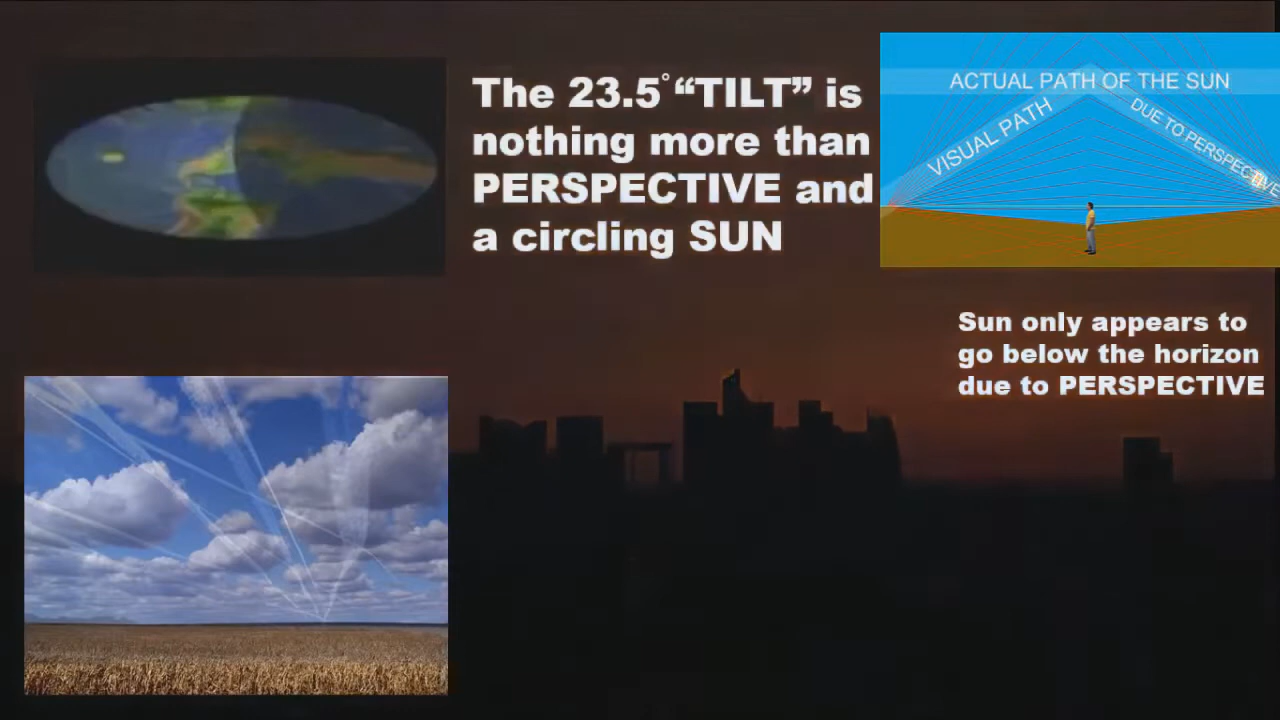 The 23.5° “TILT” is
nothing more than
PERSPECTIVE and
a circling SUN
ACTUAL PATH OF THE SUN
VISUAL PATH
DUE TO PERSPECTIVE
Sun only appears to
go below the horizon
due to PERSPECTIVE